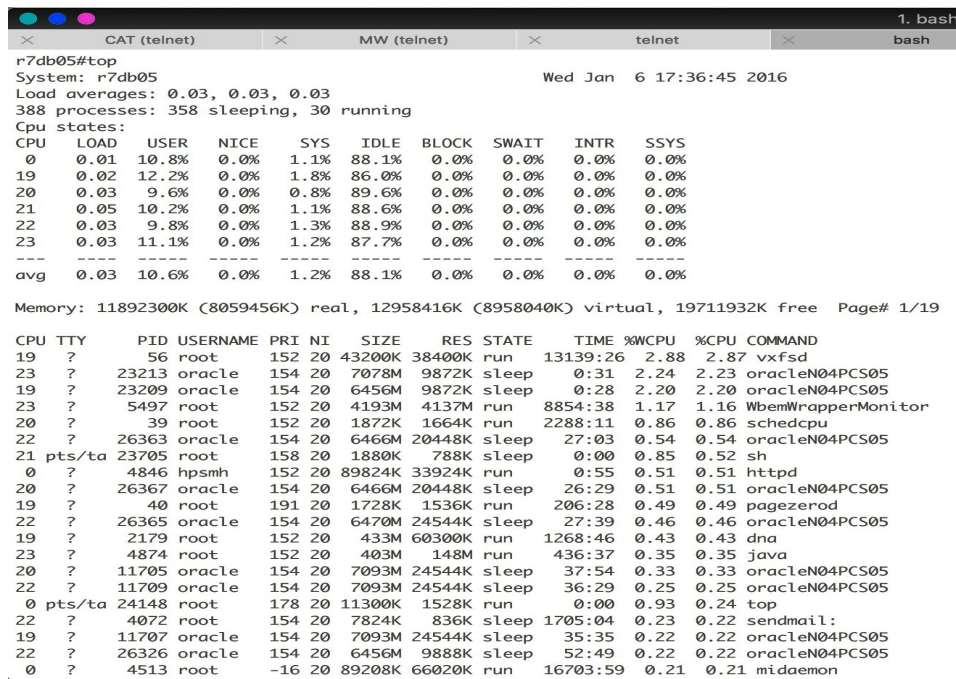 1. bash
CAT (telnet) MW (telnet) telnet bash
r7db05#top
System: r7db05 Wed Jan 6 17:36:45 2016
Load averages: 0.03, 0.03, 0.03
388 processes: 358 sleeping, 30 running
Cpu states:
CPU LOAD USER NICE SYS IDLE BLOCK SWAIT INTR SSYS
0 0.01 10.8% 0.0% 1.1% 88.1% 0.0% 0.0% 0.0% 0.0%
19 0.02 12.2% 0.0% 1.8% 86.0% 0.0% 0.0% 0.0% 0.0%
20 0.03 9.6% 0.0% 0.8% 89.6% 0.0% 0.0% 0.0% 0.0%
21 0.05 10.2% 0.0% 1.1% 88.6% 0.0% 0.0% 0.0% 0.0%
22 0.03 9.8% 0.0% 1.3% 88.9% 0.0% 0.0% 0.0% 0.0%
23 0.03 11.1% 0.0% 1.2% 87.7% 0.0% 0.0% 0.0% 0.0%
--- ---- ----- ----- ----- ----- ----- ----- ----- -----
avg 0.03 10.6% 0.0% 1.2% 88.1% 0.0% 0.0% 0.0% 0.0%
Memory: 11892300K (8059456K) real, 12958416K (8958040K) virtual, 19711932K free Page# 1/19
CPU TTY PID USERNAME PRI NI SIZE RES STATE TIME %WCPU %CPU COMMAND
19 ? 56 root 152 20 43200K 38400K run 13139:26 2.88 2.87 vxfsd
23 ? 23213 oracle 154 20 7078M 9872K sleep 0:31 2.24 2.23 oracleN04PCS05
19 ? 23209 oracle 154 20 6456M 9872K sleep 0:28 2.20 2.20 oracleN04PCS05
23 ? 5497 root 152 20 4193M 4137M run 8854:38 1.17 1.16 WbemWrapperMonitor
20 ? 39 root 152 20 1872K 1664K run 2288:11 0.86 0.86 schedcpu
22 ? 26363 oracle 154 20 6466M 20448K sleep 27:03 0.54 0.54 oracleN04PCS05
21 pts/ta 23705 root 158 20 1880K 788K sleep 0:00 0.85 0.52 sh
0 ? 4846 hpsmh 152 20 89824K 33924K run 0:55 0.51 0.51 httpd
20 ? 26367 oracle 154 20 6466M 20448K sleep 26:29 0.51 0.51 oracleN04PCS05
19 ? 40 root 191 20 1728K 1536K run 206:28 0.49 0.49 pagezerod
22 ? 26365 oracle 154 20 6470M 24544K sleep 27:39 0.46 0.46 oracleN04PCS05
19 ? 2179 root 152 20 433M 60300K run 1268:46 0.43 0.43 dna
23 ? 4874 root 152 20 403M 148M run 436:37 0.35 0.35 java
20 ? 11705 oracle 154 20 7093M 24544K sleep 37:54 0.33 0.33 oracleN04PCS05
22 ? 11709 oracle 154 20 7093M 24544K sleep 36:29 0.25 0.25 oracleN04PCS05
0 pts/ta 24148 root 178 20 11300K 1528K run 0:00 0.93 0.24 top
22 ? 4072 root 154 20 7824K 836K sleep 1705:04 0.23 0.22 sendmail:
19 ? 11707 oracle 154 20 7093M 24544K sleep 35:35 0.22 0.22 oracleN04PCS05
22 ? 26326 oracle 154 20 6456M 9888K sleep 52:49 0.22 0.22 oracleN04PCS05
0 ? 4513 root -16 20 89208K 66020K run 16703:59 0.21 0.21 midaemon